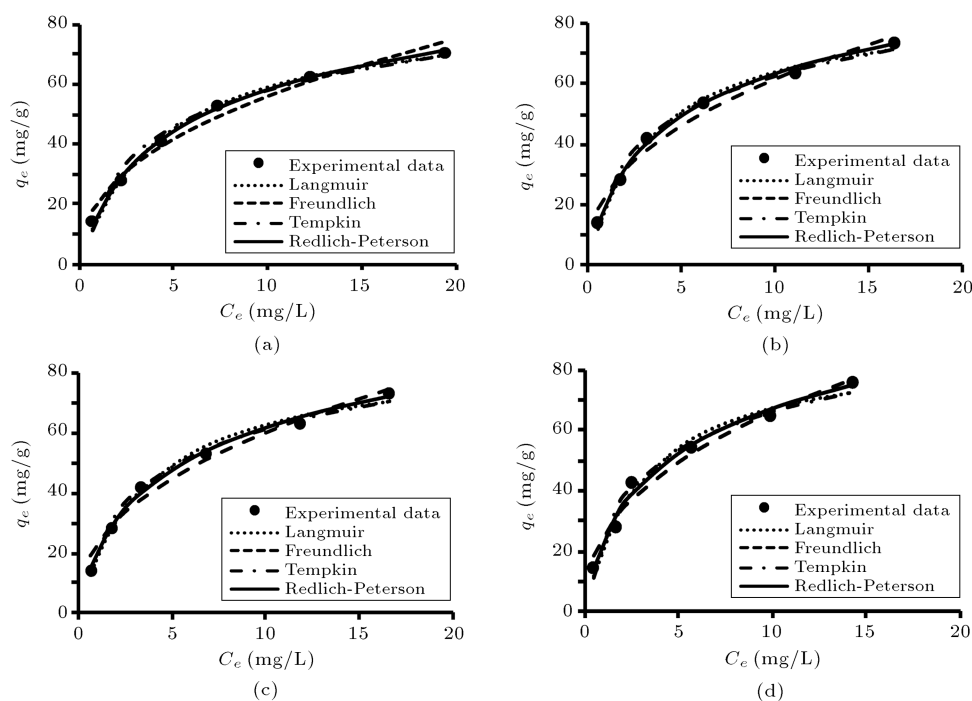 80
60
40
20
0
q_e (mg/g)
Experimental data
Langmuir
Freundlich
Tempkin
Redlich-Peterson
0 5 10 15 20
C_e (mg/L)
(a)
80
60
40
20
0
q_e (mg/g)
Experimental data
Langmuir
Freundlich
Tempkin
Redlich-Peterson
0 5 10 15 20
C_e (mg/L)
(b)
80
60
40
20
0
q_e (mg/g)
Experimental data
Langmuir
Freundlich
Tempkin
Redlich-Peterson
0 5 10 15 20
C_e (mg/L)
(c)
80
60
40
20
0
q_e (mg/g)
Experimental data
Langmuir
Freundlich
Tempkin
Redlich-Peterson
0 5 10 15 20
C_e (mg/L)
(d)